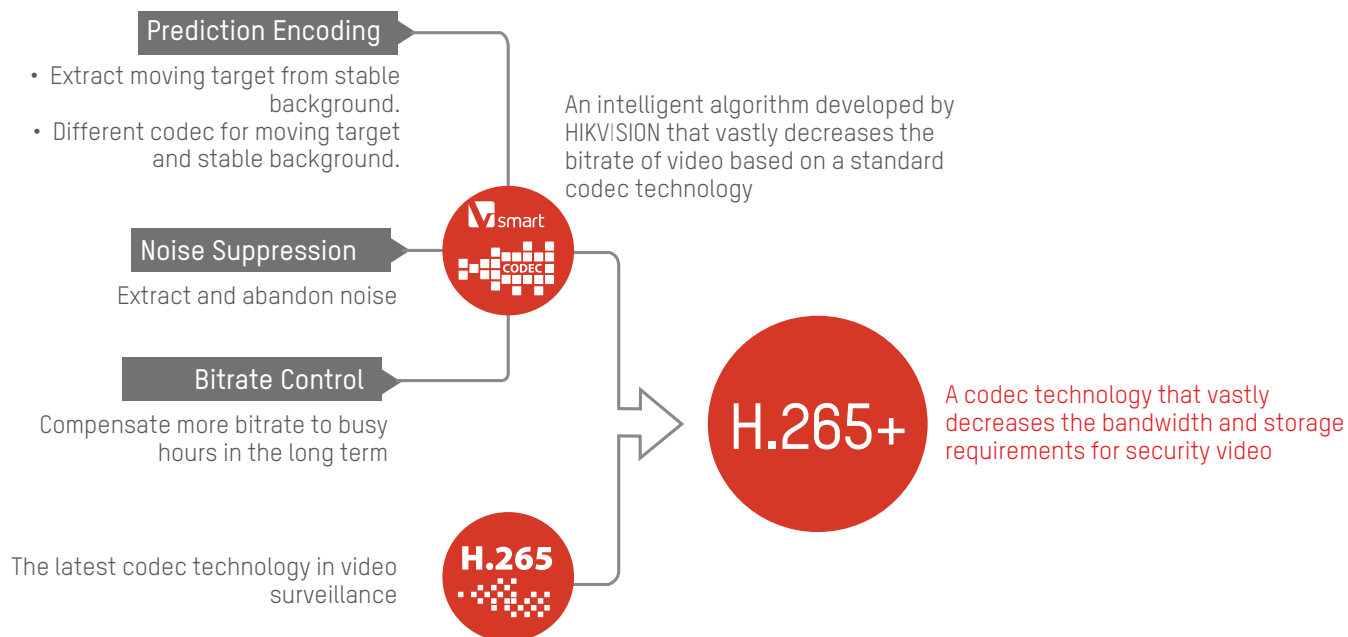 Prediction Encoding
• Extract moving target from stable
background.
• Different codec for moving target
and stable background.
An intelligent algorithm developed by
HIKVISION that vastly decreases the
bitrate of video based on a standard
codec technology
smart
CODEC
Noise Suppression
Extract and abandon noise
Bitrate Control
Compensate more bitrate to busy
hours in the long term
H.265+
A codec technology that vastly
decreases the bandwidth and storage
requirements for security video
H.265
The latest codec technology in video
surveillance